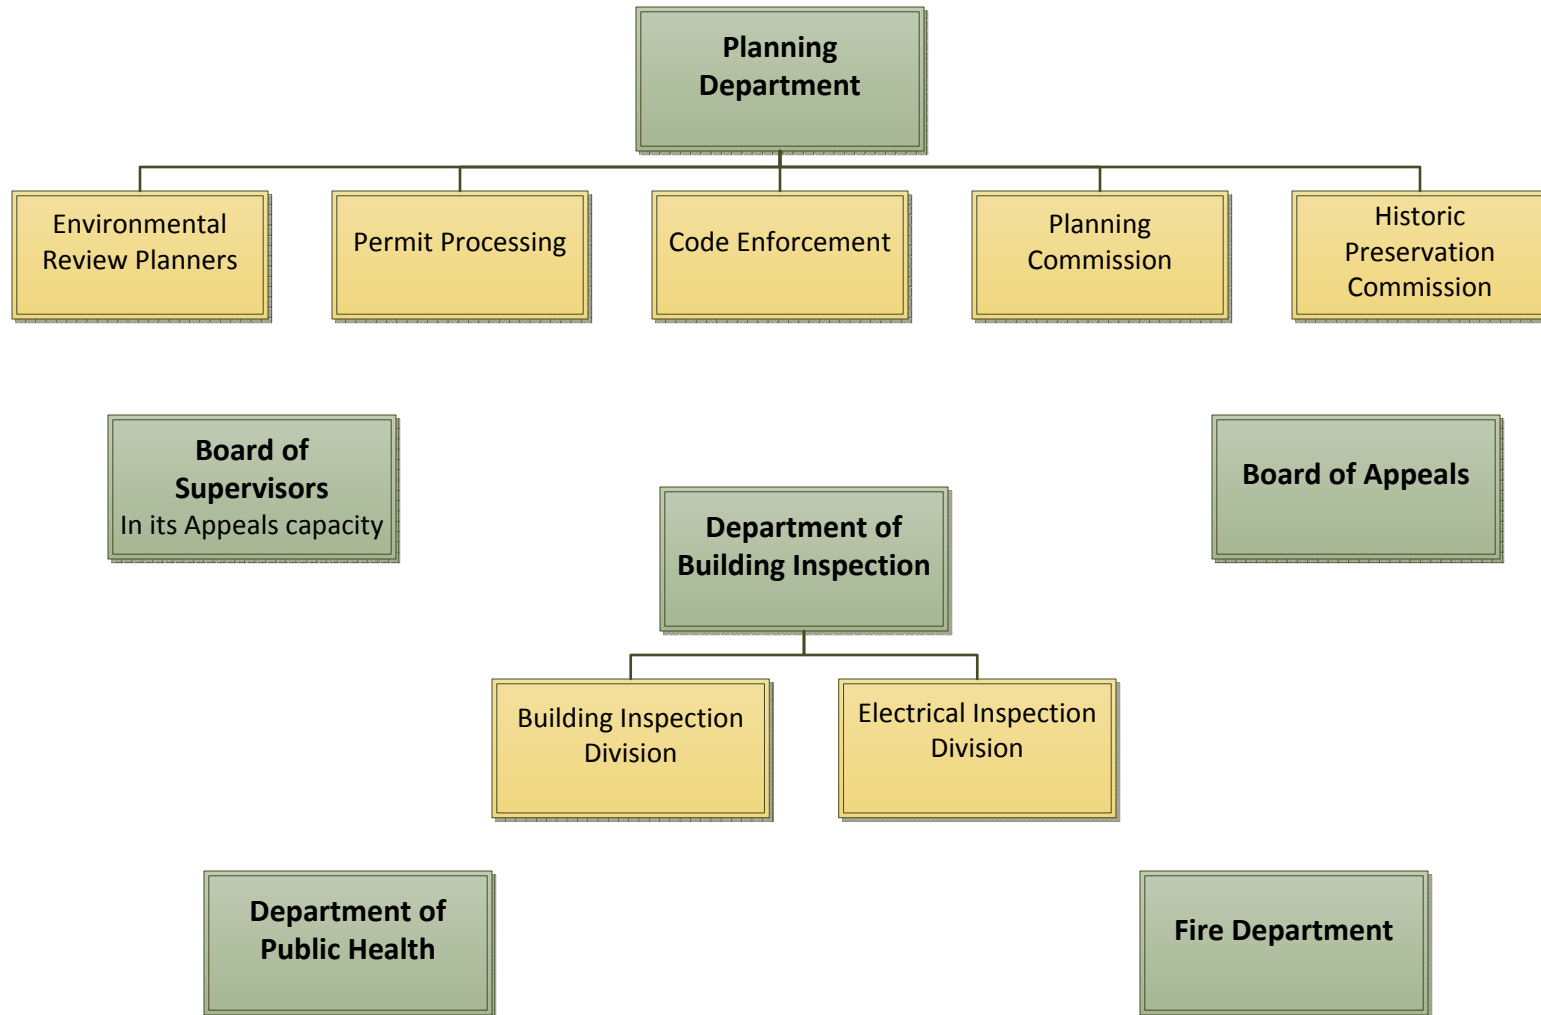 Planning
Department
Environmental
Review Planners
Permit Processing
Code Enforcement
Planning
Commission
Historic
Preservation
Commission
Board of
Supervisors
In its Appeals capacity
Board of Appeals
Department of
Building Inspection
Building Inspection
Division
Electrical Inspection
Division
Department of
Public Health
Fire Department